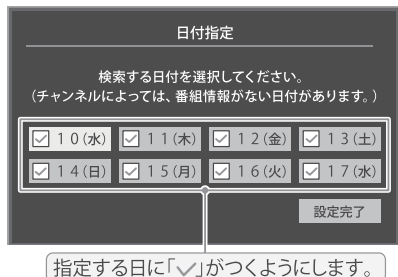 日付指定
検索する日付を選択してください。
（チャンネルによっては、番組情報がない日付があります。）
✓ 10(水) ✓ 11(木) ✓ 12(金) ✓ 13(土)
✓ 14(日) ✓ 15(月) ✓ 16(火) ✓ 17(水)
設定完了
指定する日に「✓」がつくようにします。